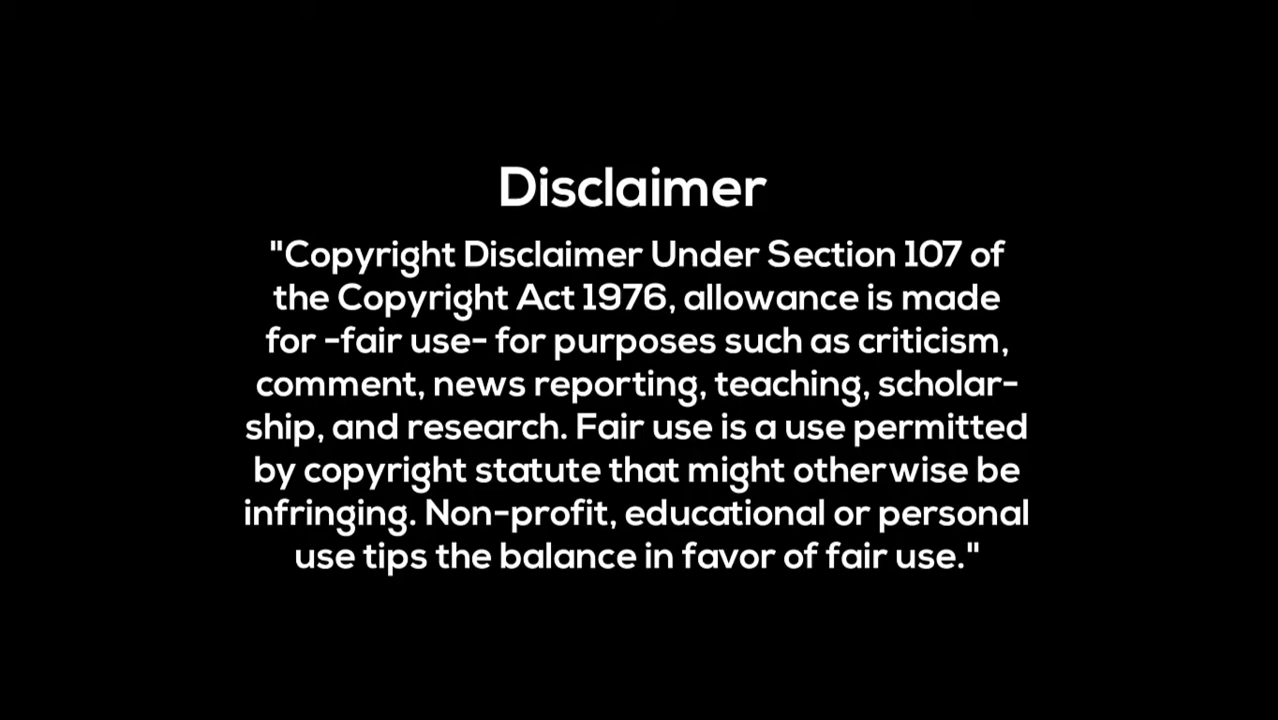 Disclaimer
"Copyright Disclaimer Under Section 107 of
the Copyright Act 1976, allowance is made
for -fair use- for purposes such as criticism,
comment, news reporting, teaching, scholar-
ship, and research. Fair use is a use permitted
by copyright statute that might otherwise be
infringing. Non-profit, educational or personal
use tips the balance in favor of fair use."